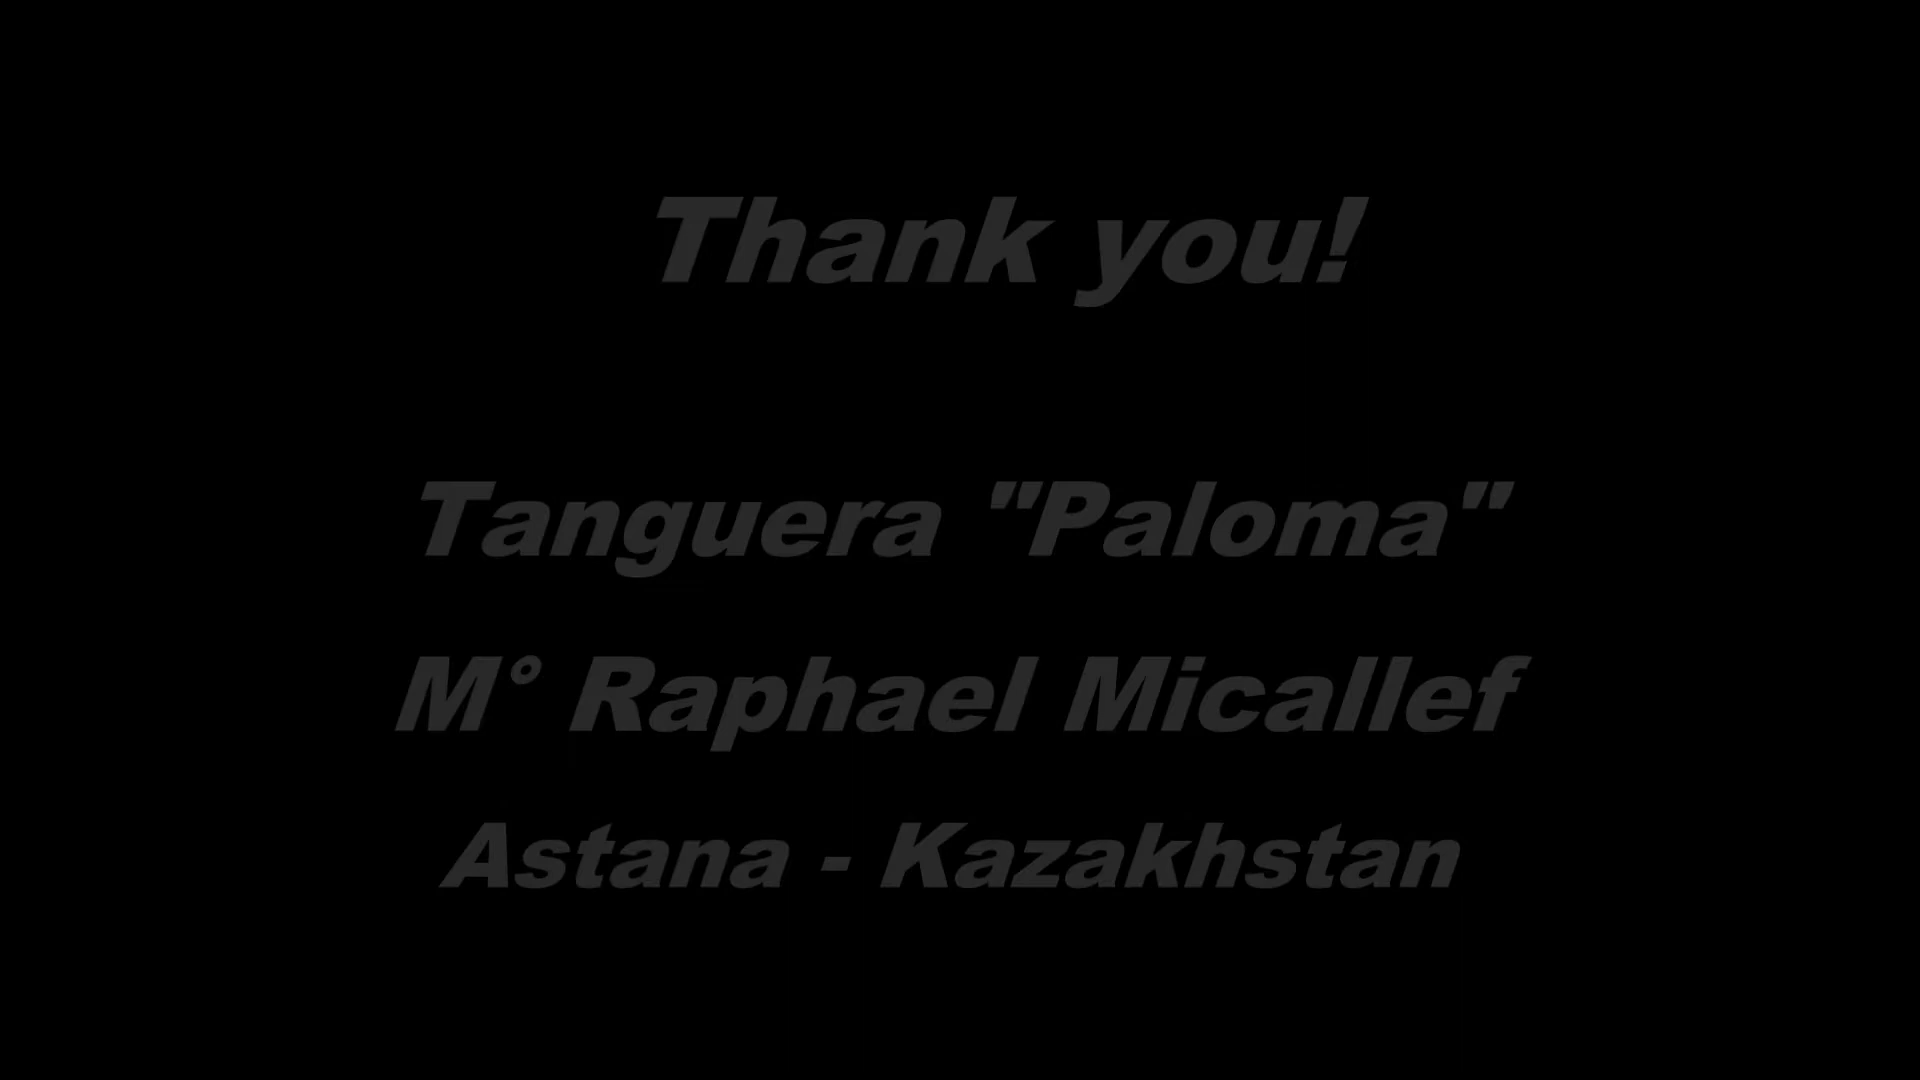 Thank you!
Tanguera "Paloma"
M° Raphael Micallef
Astana - Kazakhstan